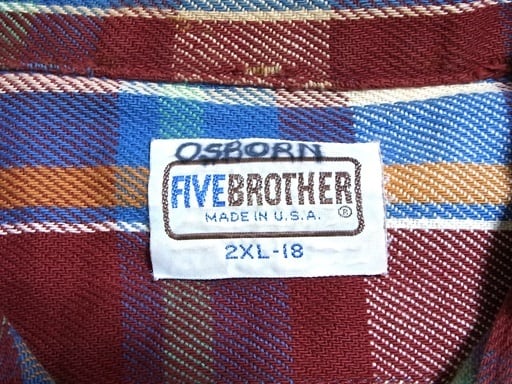 OSBORN
FIVEBROTHER
MADE IN U.S.A. ®
2XL-18